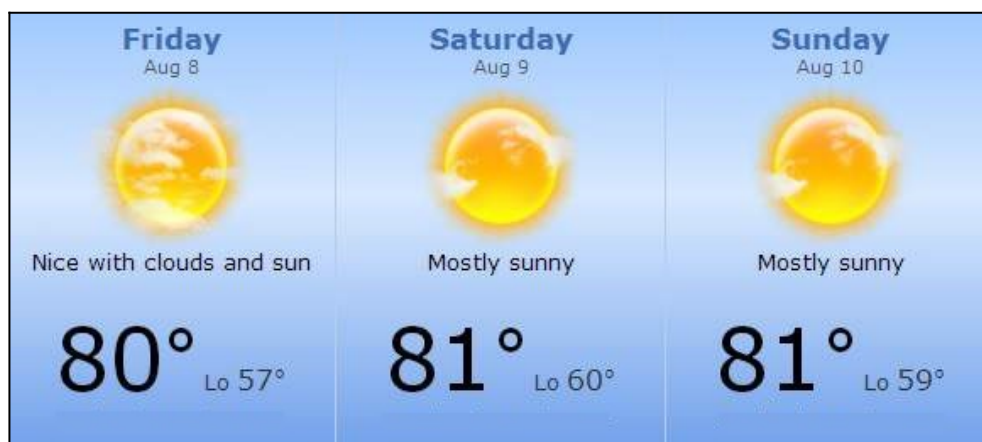 Friday
Aug 8
Nice with clouds and sun
80° Lo 57°
Saturday
Aug 9
Mostly sunny
81° Lo 60°
Sunday
Aug 10
Mostly sunny
81° Lo 59°